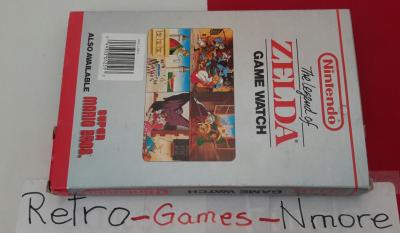 Nintendo
The Legend of
ZELDA
GAME WATCH
ALSO AVAILABLE
SUPER
MARIO BROS.
GAME WATCH
Retro-Games-Nmore